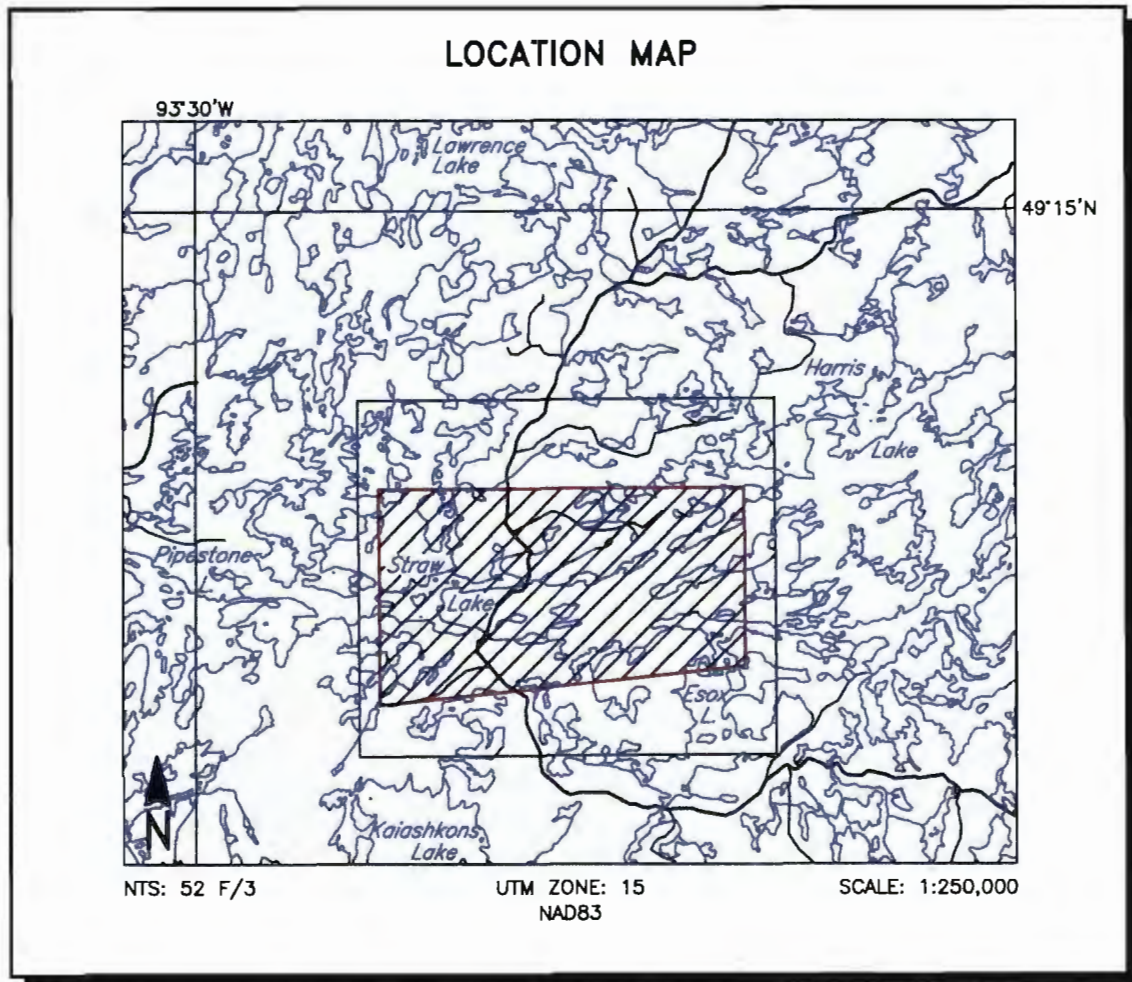 LOCATION MAP
93°30'W
Lawrence
Lake
49°15'N
Harris
Lake
Pipestone
L
Straw
Lake
Esox
L.
N
Kaiashkons
Lake
NTS: 52 F/3
UTM ZONE: 15
SCALE: 1:250,000
NAD83